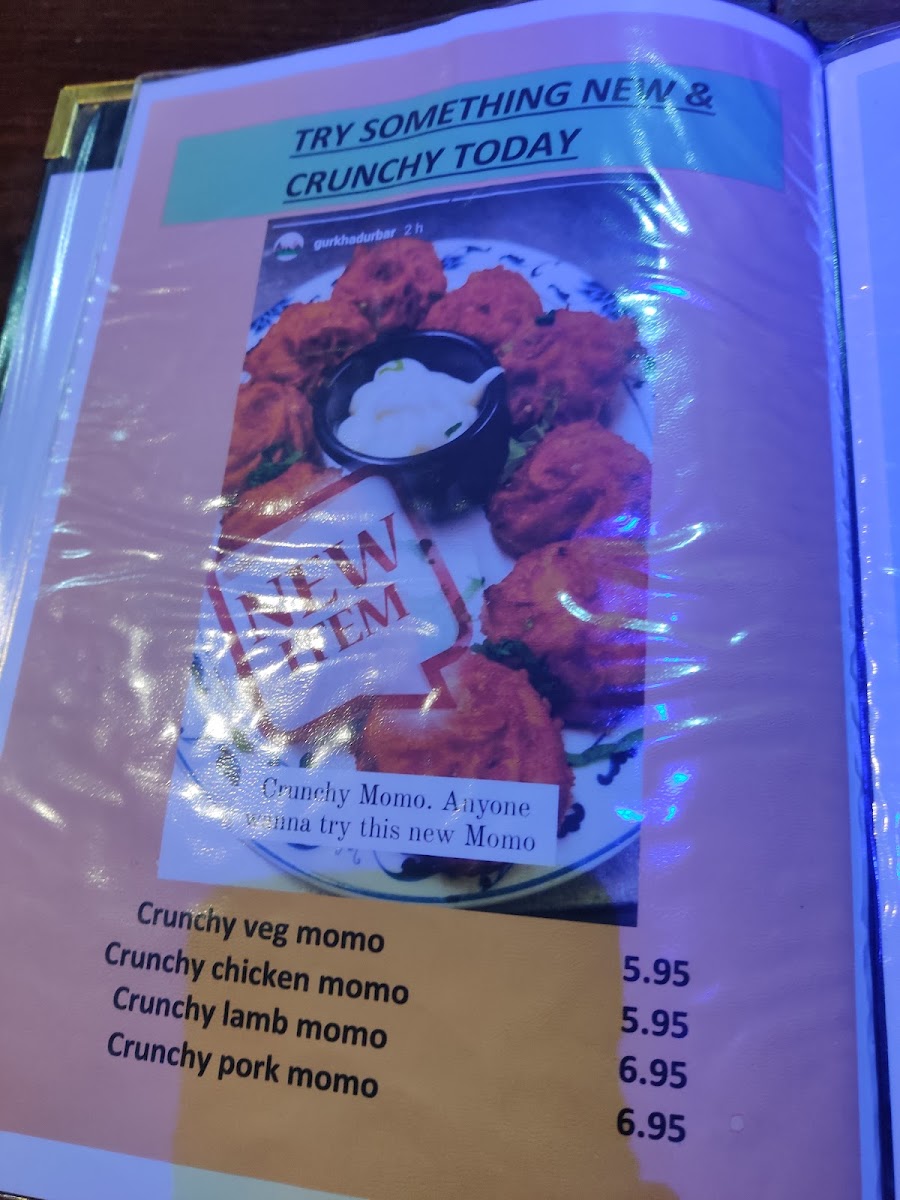 TRY SOMETHING NEW &
CRUNCHY TODAY
gurkhadurbar 2 h
NEW
ITEM
Crunchy Momo. Anyone
wanna try this new Momo
Crunchy veg momo 5.95
Crunchy chicken momo 5.95
Crunchy lamb momo 6.95
Crunchy pork momo 6.95